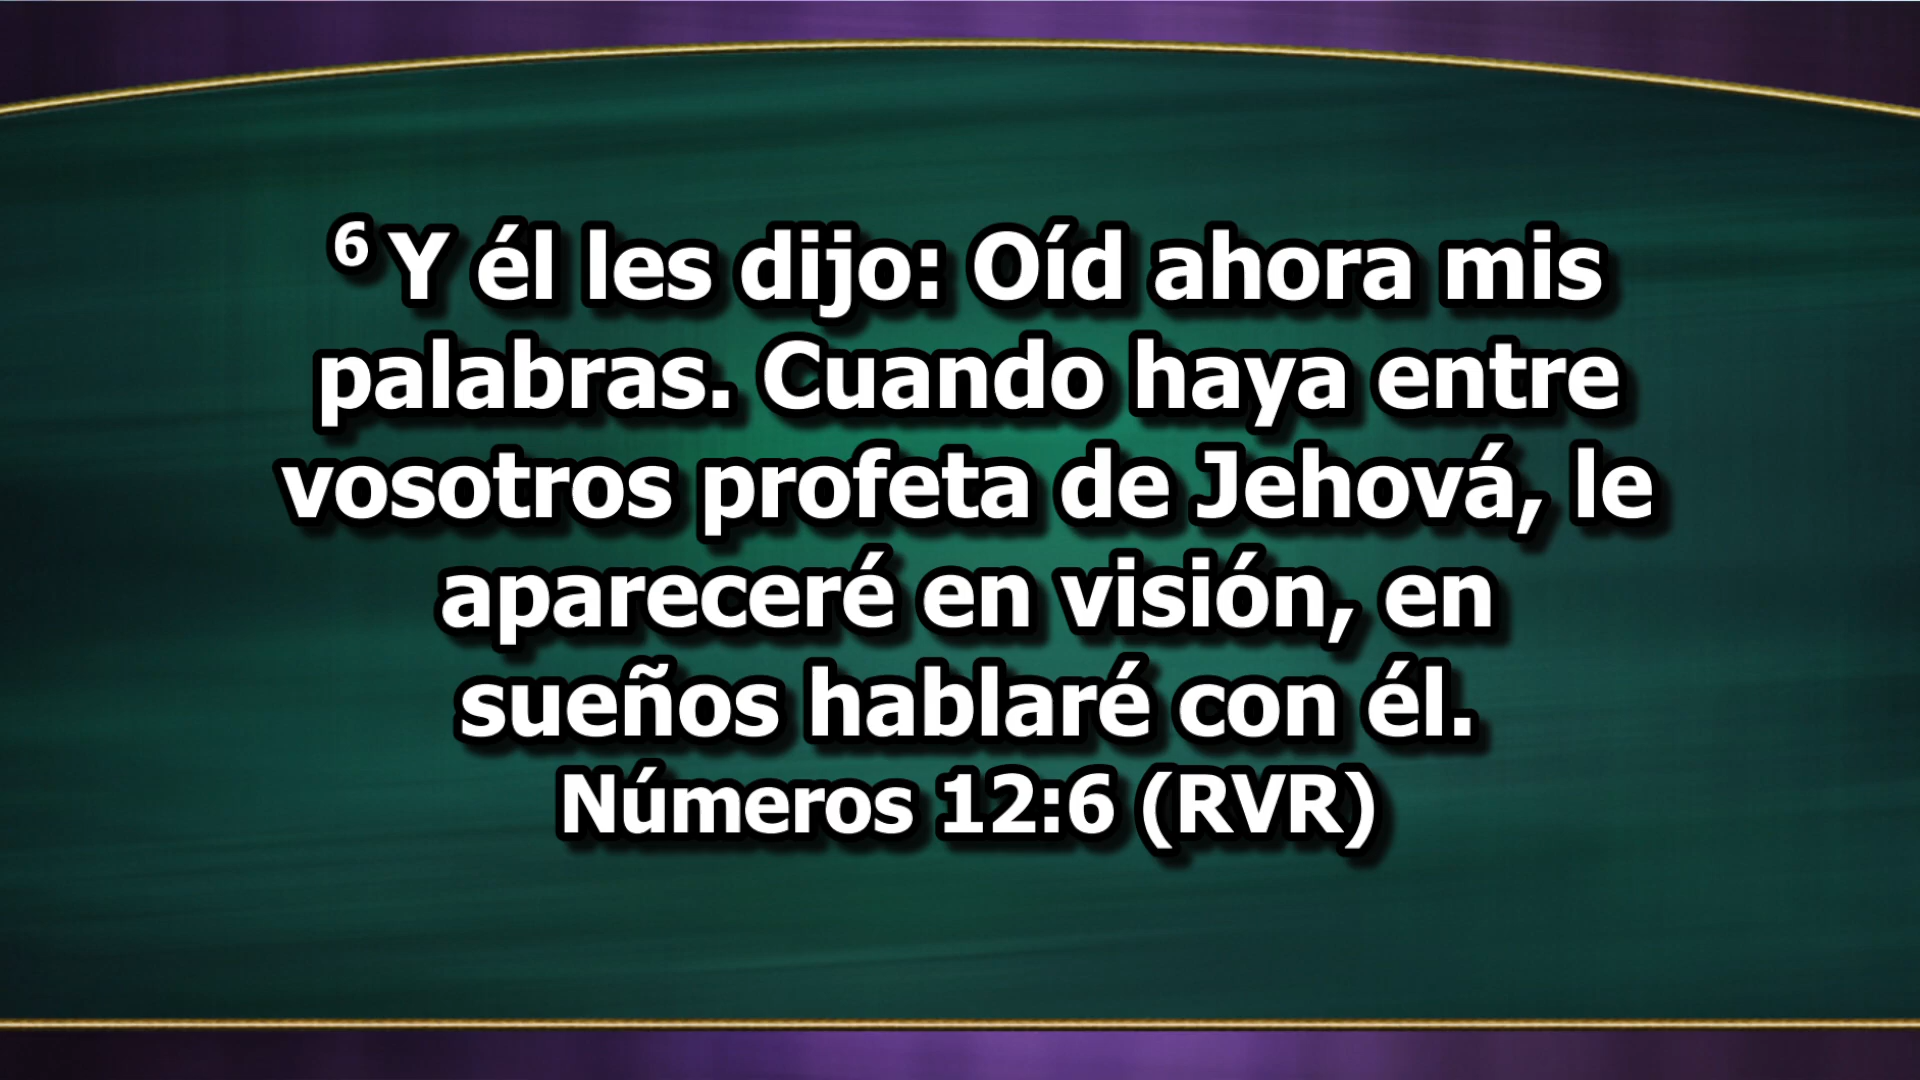 6 Y él les dijo: Oíd ahora mis
palabras. Cuando haya entre
vosotros profeta de Jehová, le
apareceré en visión, en
sueños hablaré con él.
Números 12:6 (RVR)